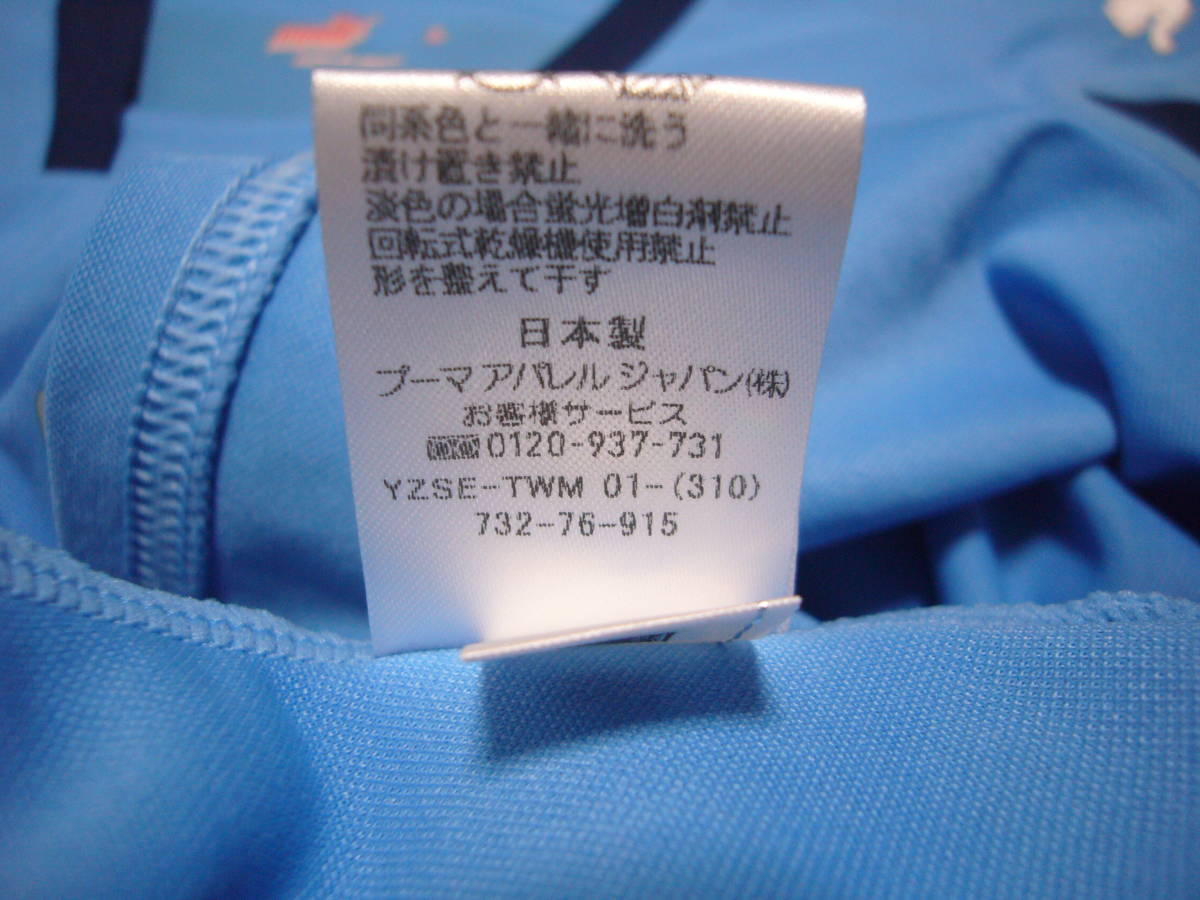 同系色と一緒に洗う
漬け置き禁止
淡色の場合蛍光増白剤禁止
回転式乾燥機使用禁止
形を整えて干す
日本製
プーマ アパレル ジャパン(株)
お客様サービス
0120-937-731
YZSE-TWM 01-(310)
732-76-915